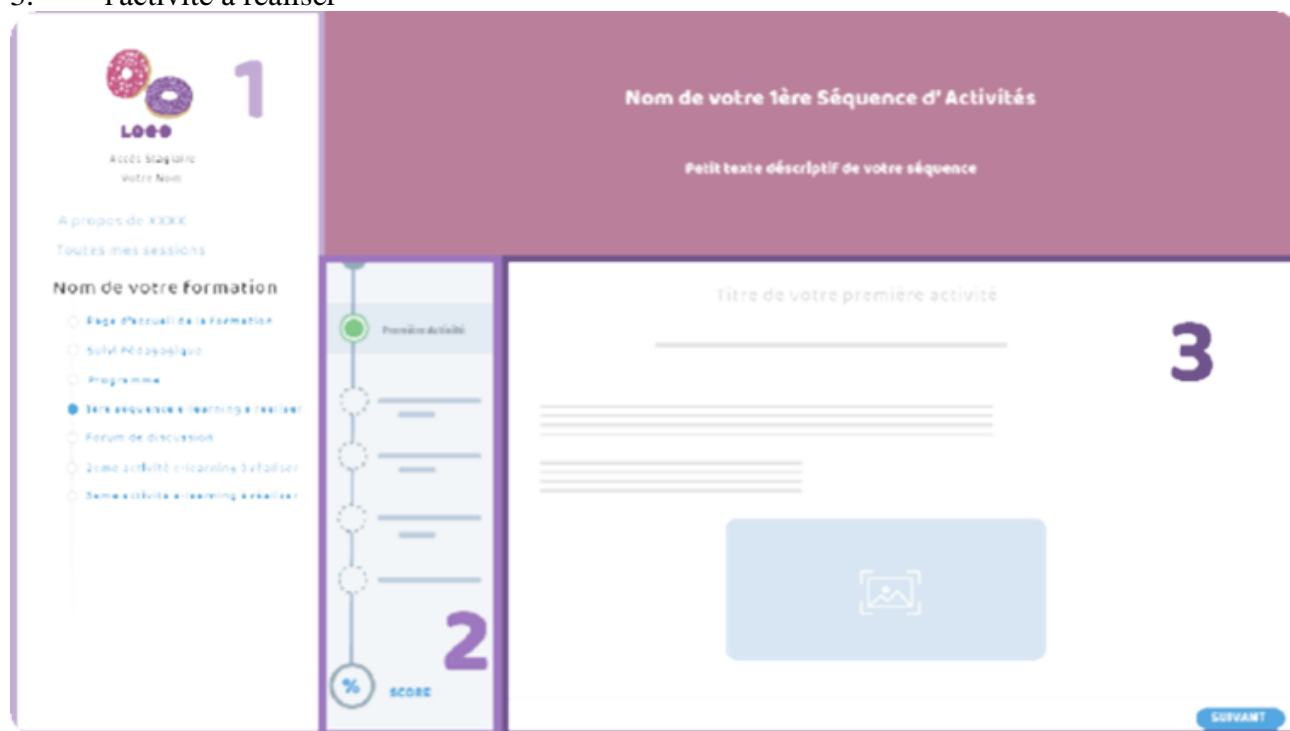 3. l'activité à réaliser
LOGO
1
Accès Stagiaire
Votre Nom
A propos de XXXX
Toutes mes sessions
Nom de votre formation
Page d'accueil de la formation
Suivi Pédagogique
Programme
1ère séquence e-learning à réaliser
Forum de discussion
2eme activité e-learning à réaliser
3eme activité e-learning à réaliser
Nom de votre 1ère Séquence d' Activités
Petit texte déscriptif de votre séquence
Première Activité
2
% SCORE
Titre de votre première activité
3
SUIVANT